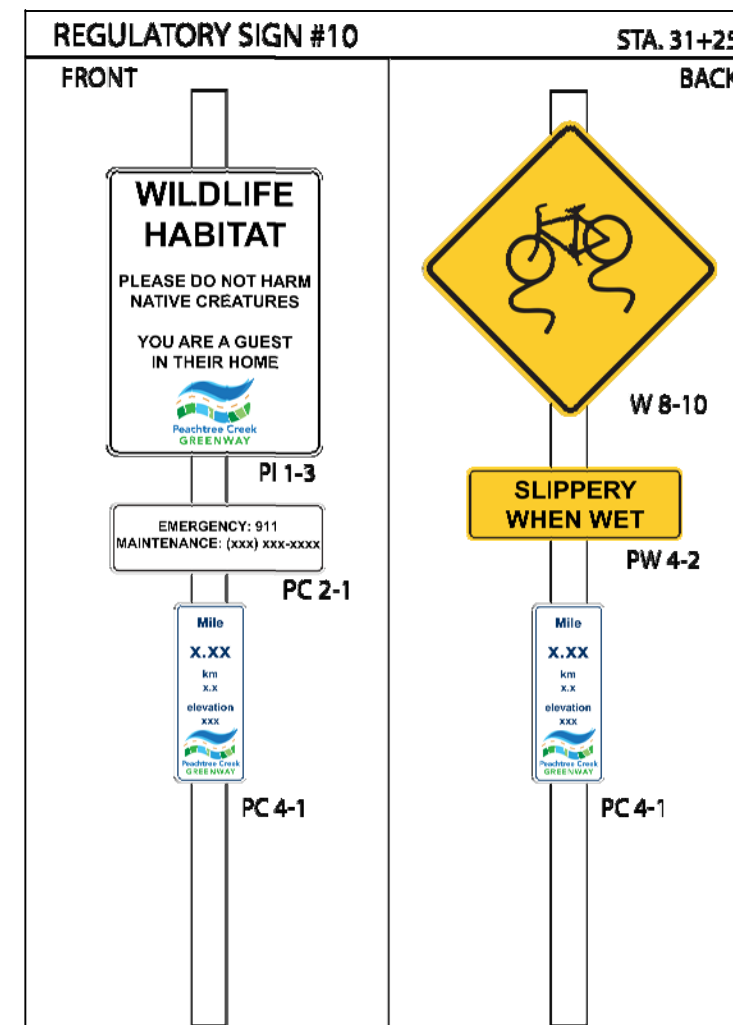 REGULATORY SIGN #10
STA. 31+25
FRONT
BACK
WILDLIFE
HABITAT
PLEASE DO NOT HARM
NATIVE CREATURES
YOU ARE A GUEST
IN THEIR HOME
Peachtree Creek
GREENWAY
PI 1-3
EMERGENCY: 911
MAINTENANCE: (xxx) xxx-xxxx
PC 2-1
Mile
x.xx
km
x.x
elevation
xxx
Peachtree Creek
GREENWAY
PC 4-1
W 8-10
SLIPPERY
WHEN WET
PW 4-2
Mile
x.xx
km
x.x
elevation
xxx
Peachtree Creek
GREENWAY
PC 4-1